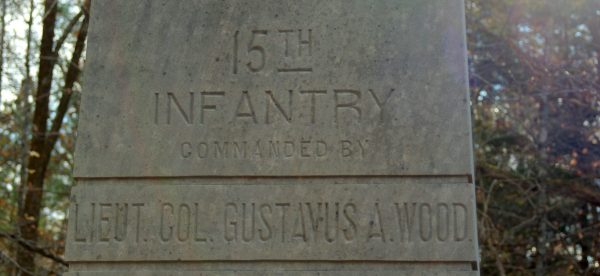 15TH
INFANTRY
COMMANDED BY
LIEUT. COL. GUSTAVUS A. WOOD